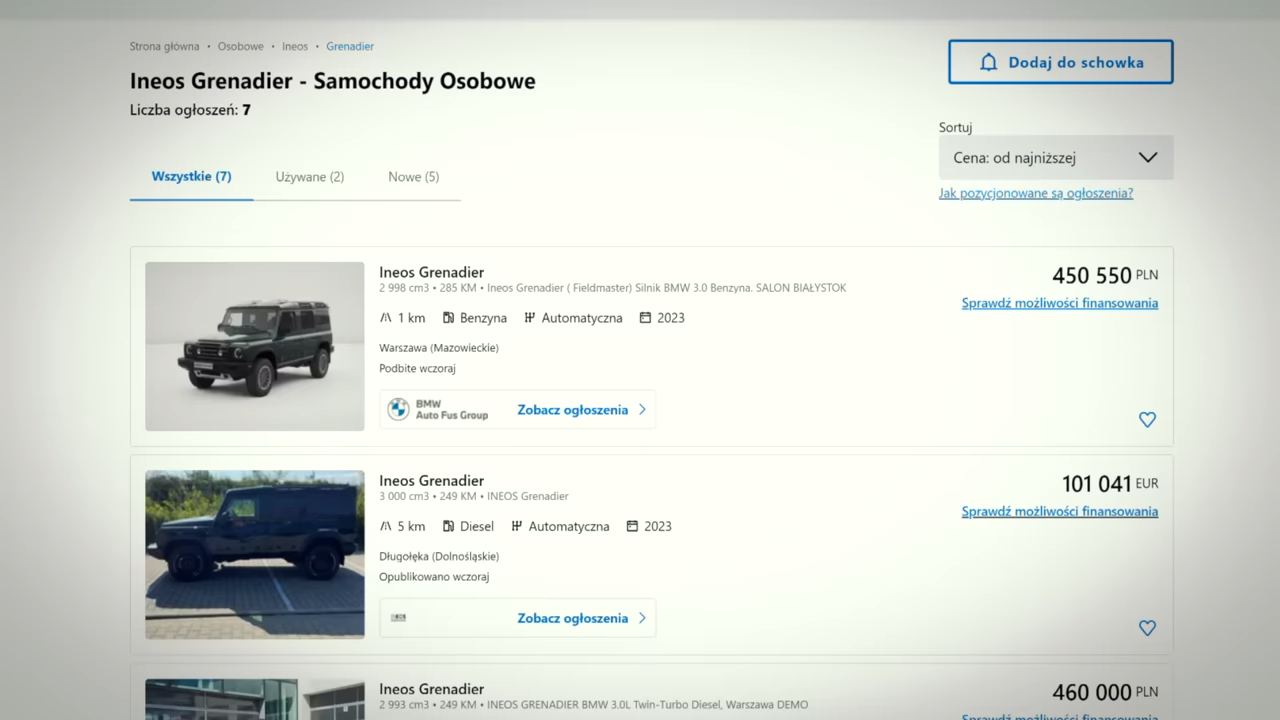 Strona główna • Osobowe • Ineos • Grenadier
Dodaj do schowka
Ineos Grenadier - Samochody Osobowe
Liczba ogłoszeń: 7
Sortuj
Cena: od najniższej
Jak pozycjonowane są ogłoszenia?
Wszystkie (7)
Używane (2)
Nowe (5)
Ineos Grenadier
450 550 PLN
2 998 cm3 • 285 KM • Ineos Grenadier ( Fieldmaster) Silnik BMW 3.0 Benzyna. SALON BIAŁYSTOK
Sprawdź możliwości finansowania
1 km Benzyna Automatyczna 2023
Warszawa (Mazowieckie)
Podbite wczoraj
BMW
Auto Fus Group
Zobacz ogłoszenia
Ineos Grenadier
101 041 EUR
3 000 cm3 • 249 KM • INEOS Grenadier
Sprawdź możliwości finansowania
5 km Diesel Automatyczna 2023
Długołęka (Dolnośląskie)
Opublikowano wczoraj
Zobacz ogłoszenia
Ineos Grenadier
460 000 PLN
2 993 cm3 • 249 KM • INEOS GRENADIER BMW 3.0L Twin-Turbo Diesel, Warszawa DEMO
Sprawdź możliwości finansowania